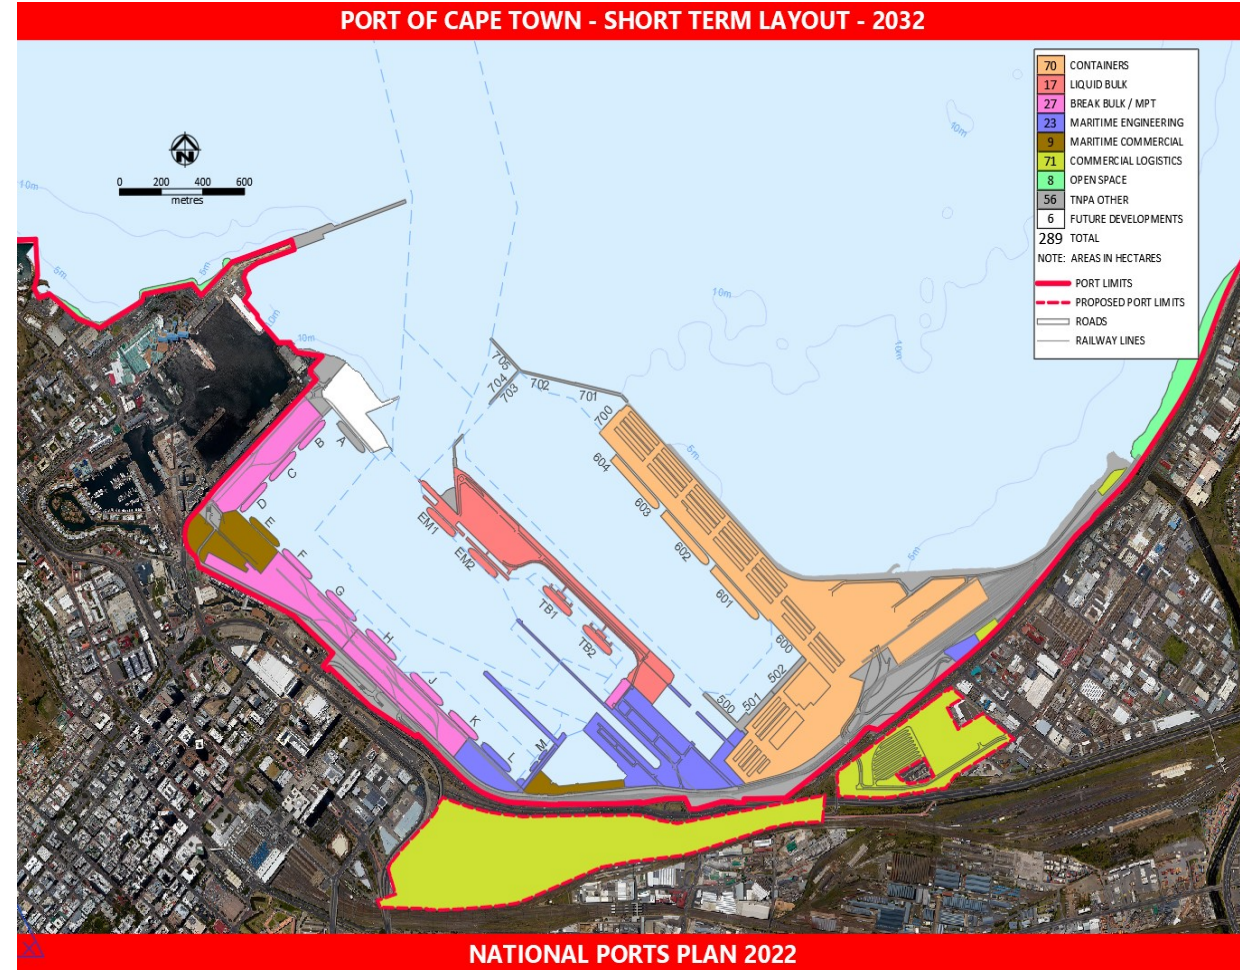 PORT OF CAPE TOWN - SHORT TERM LAYOUT - 2032
70 CONTAINERS
17 LIQUID BULK
27 BREAK BULK / MPT
23 MARITIME ENGINEERING
9 MARITIME COMMERCIAL
71 COMMERCIAL LOGISTICS
8 OPEN SPACE
56 TNPA OTHER
6 FUTURE DEVELOPMENTS
289 TOTAL
NOTE: AREAS IN HECTARES
PORT LIMITS
PROPOSED PORT LIMITS
ROADS
RAILWAY LINES
N
0 200 400 600
metres
10m
10m
5m
5m
10m
10m
10m
10m
5m
5m
705
704
703
702
701
700
604
603
602
601
600
502
501
500
A
B
C
D
E
F
G
H
J
K
L
M
EM1
EM2
TB1
TB2
NATIONAL PORTS PLAN 2022